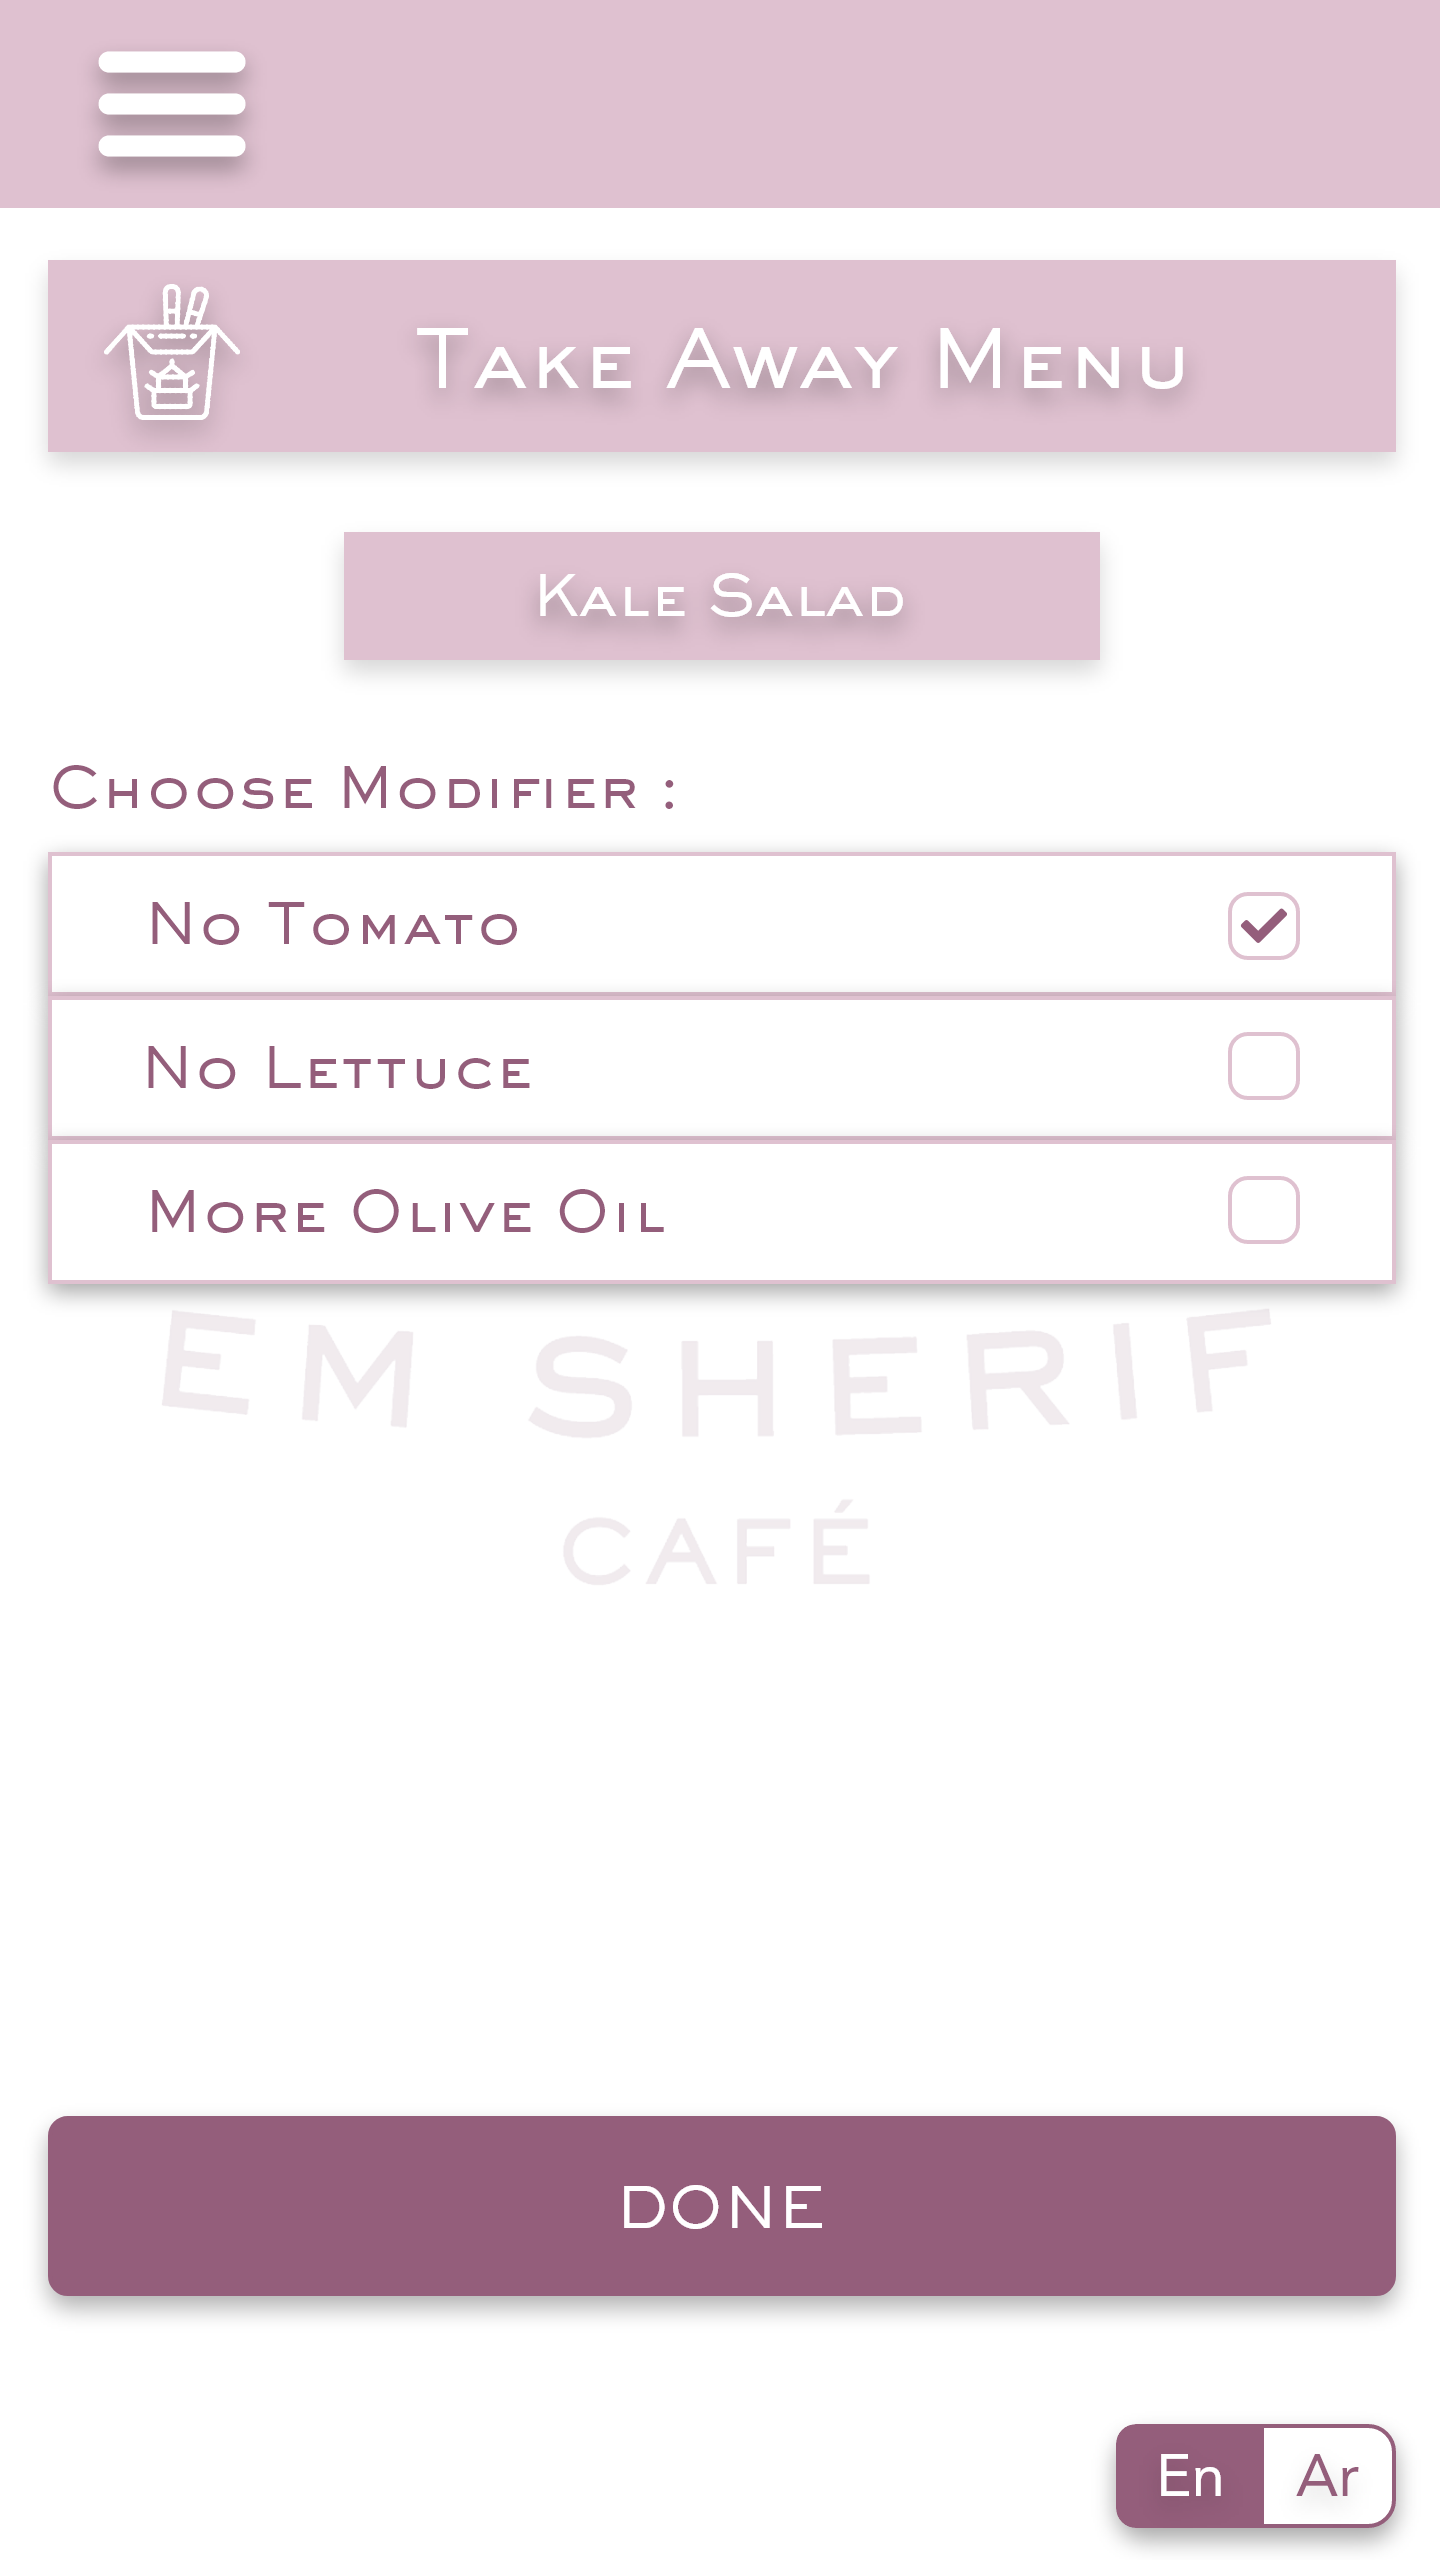 Take Away Menu
Kale Salad
Choose Modifier :
No Tomato
No Lettuce
More Olive Oil
EM SHERIF
CAFÉ
DONE
En Ar